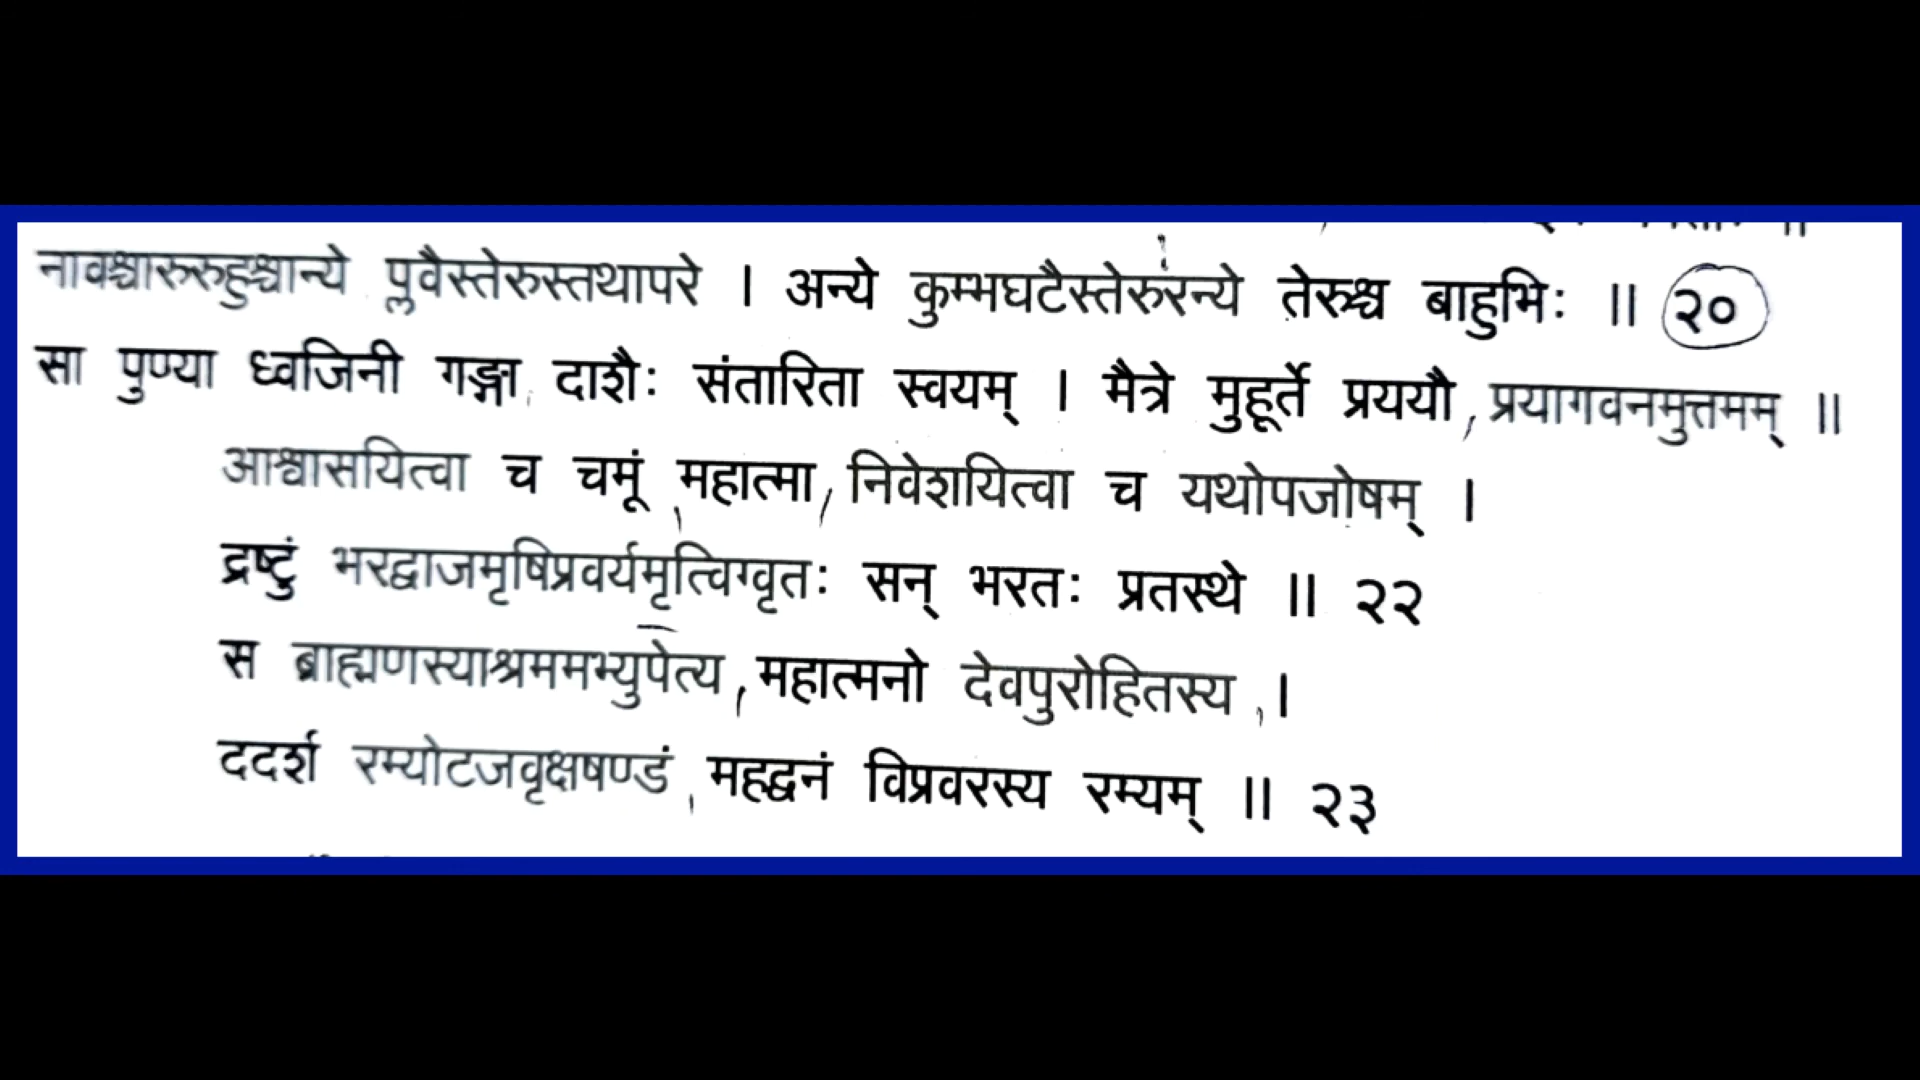 नावश्चारुरुहुश्चान्ये प्लवैस्तेरुस्तथापरे । अन्ये कुम्भघटैस्तेरुरन्ये तेरुश्च बाहुभिः ॥ २०
सा पुण्या ध्वजिनी गङ्गा दाशैः संतारिता स्वयम् । मैत्रे मुहूर्ते प्रययौ, प्रयागवनमुत्तमम् ॥
आश्वासयित्वा च चमूं, महात्मा, निवेशयित्वा च यथोपजोषम् ।
द्रष्टुं भरद्वाजमृषिप्रवर्यमृत्विग्वृतः सन् भरतः प्रतस्थे ॥ २२
स ब्राह्मणस्याश्रममभ्युपेत्य, महात्मनो देवपुरोहितस्य, ।
ददर्श रम्योटजवृक्षषण्डं, महद्वनं विप्रवरस्य रम्यम् ॥ २३